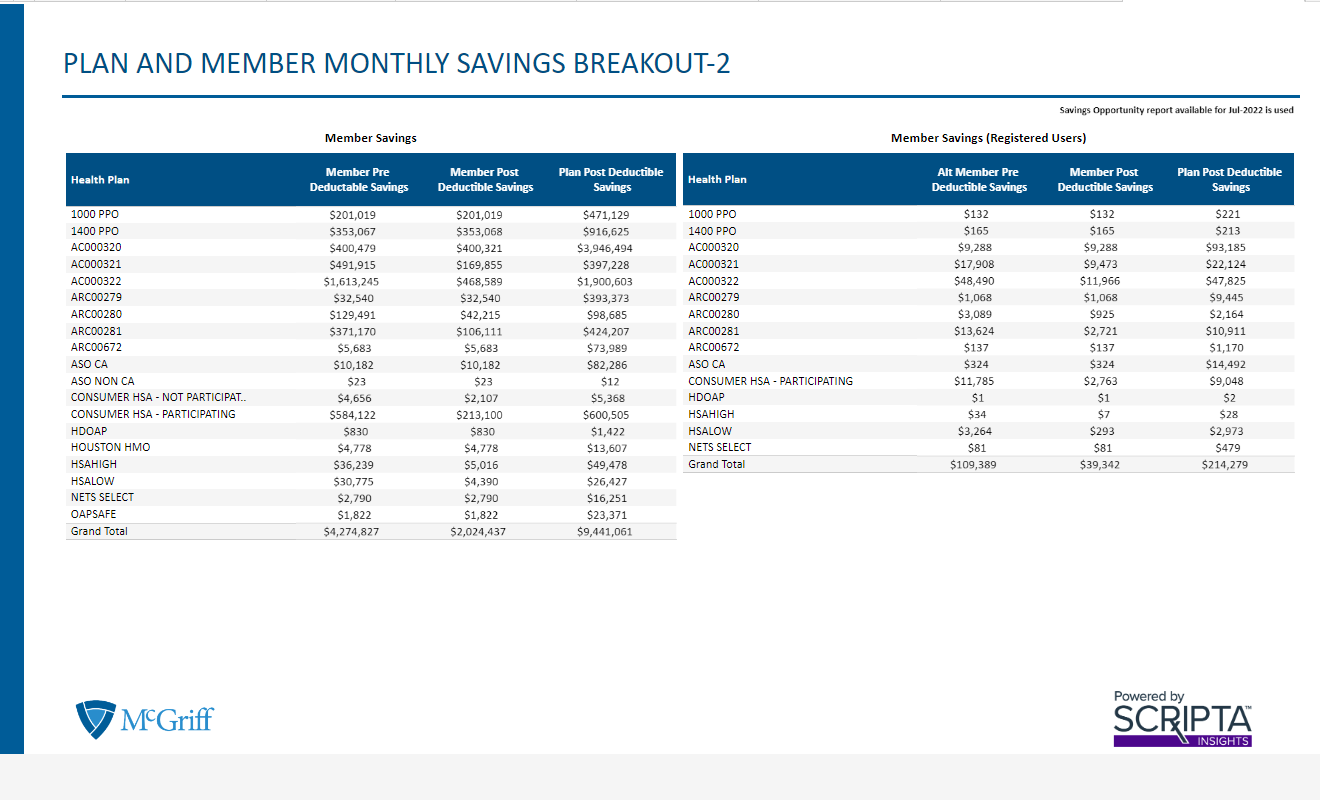 PLAN AND MEMBER MONTHLY SAVINGS BREAKOUT-2
Savings Opportunity report available for Jul-2022 is used
Member Savings
Health Plan Member Pre Deductable Savings Member Post Deductible Savings Plan Post Deductible Savings
1000 PPO $201,019 $201,019 $471,129
1400 PPO $353,067 $353,068 $916,625
AC000320 $400,479 $400,321 $3,946,494
AC000321 $491,915 $169,855 $397,228
AC000322 $1,613,245 $468,589 $1,900,603
ARC00279 $32,540 $32,540 $393,373
ARC00280 $129,491 $42,215 $98,685
ARC00281 $371,170 $106,111 $424,207
ARC00672 $5,683 $5,683 $73,989
ASO CA $10,182 $10,182 $82,286
ASO NON CA $23 $23 $12
CONSUMER HSA - NOT PARTICIPAT.. $4,656 $2,107 $5,368
CONSUMER HSA - PARTICIPATING $584,122 $213,100 $600,505
HDOAP $830 $830 $1,422
HOUSTON HMO $4,778 $4,778 $13,607
HSAHIGH $36,239 $5,016 $49,478
HSALOW $30,775 $4,390 $26,427
NETS SELECT $2,790 $2,790 $16,251
OAPSAFE $1,822 $1,822 $23,371
Grand Total $4,274,827 $2,024,437 $9,441,061
Member Savings (Registered Users)
Health Plan Alt Member Pre Deductible Savings Member Post Deductible Savings Plan Post Deductible Savings
1000 PPO $132 $132 $221
1400 PPO $165 $165 $213
AC000320 $9,288 $9,288 $93,185
AC000321 $17,908 $9,473 $22,124
AC000322 $48,490 $11,966 $47,825
ARC00279 $1,068 $1,068 $9,445
ARC00280 $3,089 $925 $2,164
ARC00281 $13,624 $2,721 $10,911
ARC00672 $137 $137 $1,170
ASO CA $324 $324 $14,492
CONSUMER HSA - PARTICIPATING $11,785 $2,763 $9,048
HDOAP $1 $1 $2
HSAHIGH $34 $7 $28
HSALOW $3,264 $293 $2,973
NETS SELECT $81 $81 $479
Grand Total $109,389 $39,342 $214,279
McGriff
Powered by
SCRIPTA™
INSIGHTS